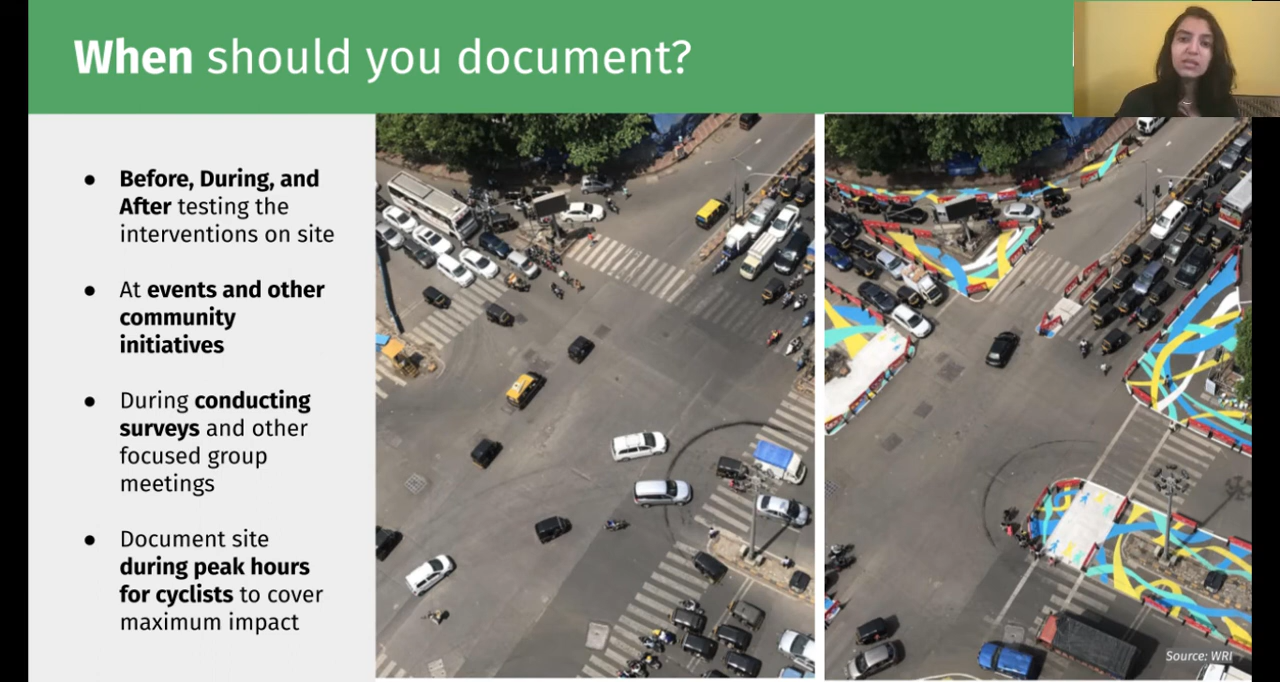 When should you document?
● Before, During, and
After testing the
interventions on site
● At events and other
community
initiatives
● During conducting
surveys and other
focused group
meetings
● Document site
during peak hours
for cyclists to cover
maximum impact
Source: WRI